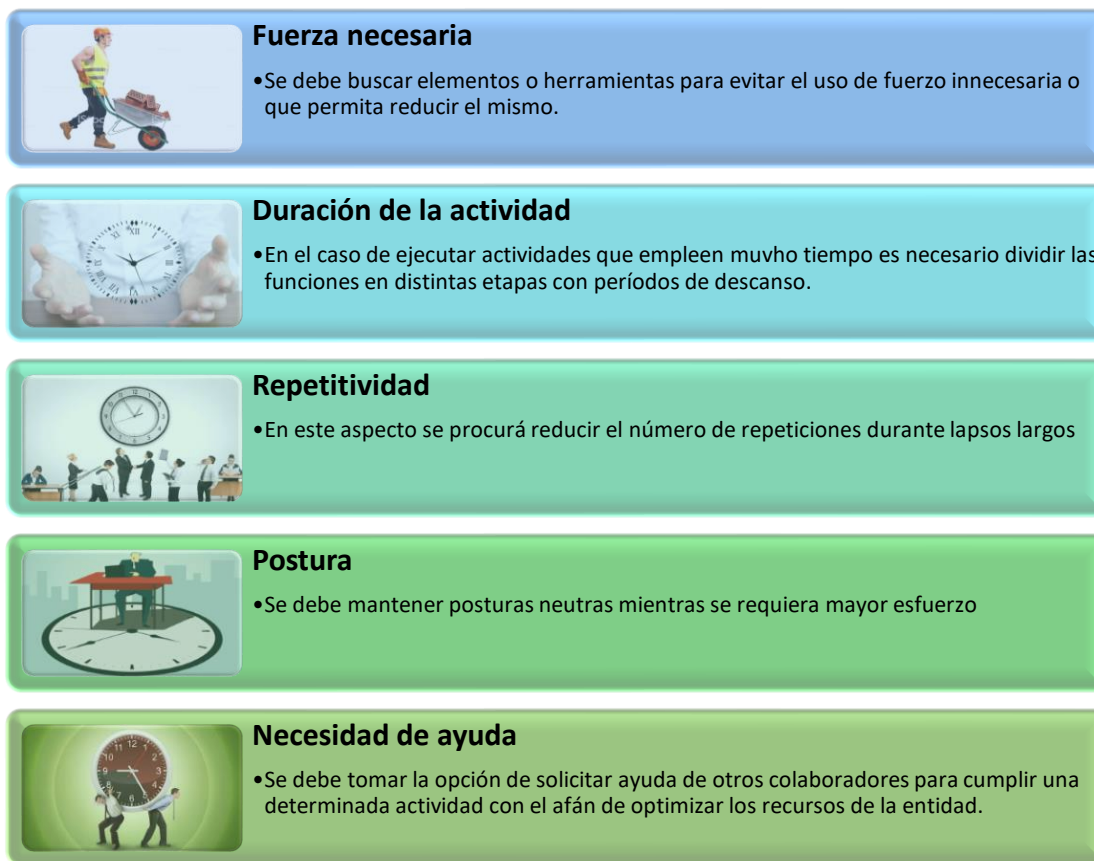 Fuerza necesaria
•Se debe buscar elementos o herramientas para evitar el uso de fuerzo innecesaria o
que permita reducir el mismo.
Duración de la actividad
•En el caso de ejecutar actividades que empleen muvho tiempo es necesario dividir las
funciones en distintas etapas con períodos de descanso.
Repetitividad
•En este aspecto se procurá reducir el número de repeticiones durante lapsos largos
Postura
•Se debe mantener posturas neutras mientras se requiera mayor esfuerzo
Necesidad de ayuda
•Se debe tomar la opción de solicitar ayuda de otros colaboradores para cumplir una
determinada actividad con el afán de optimizar los recursos de la entidad.